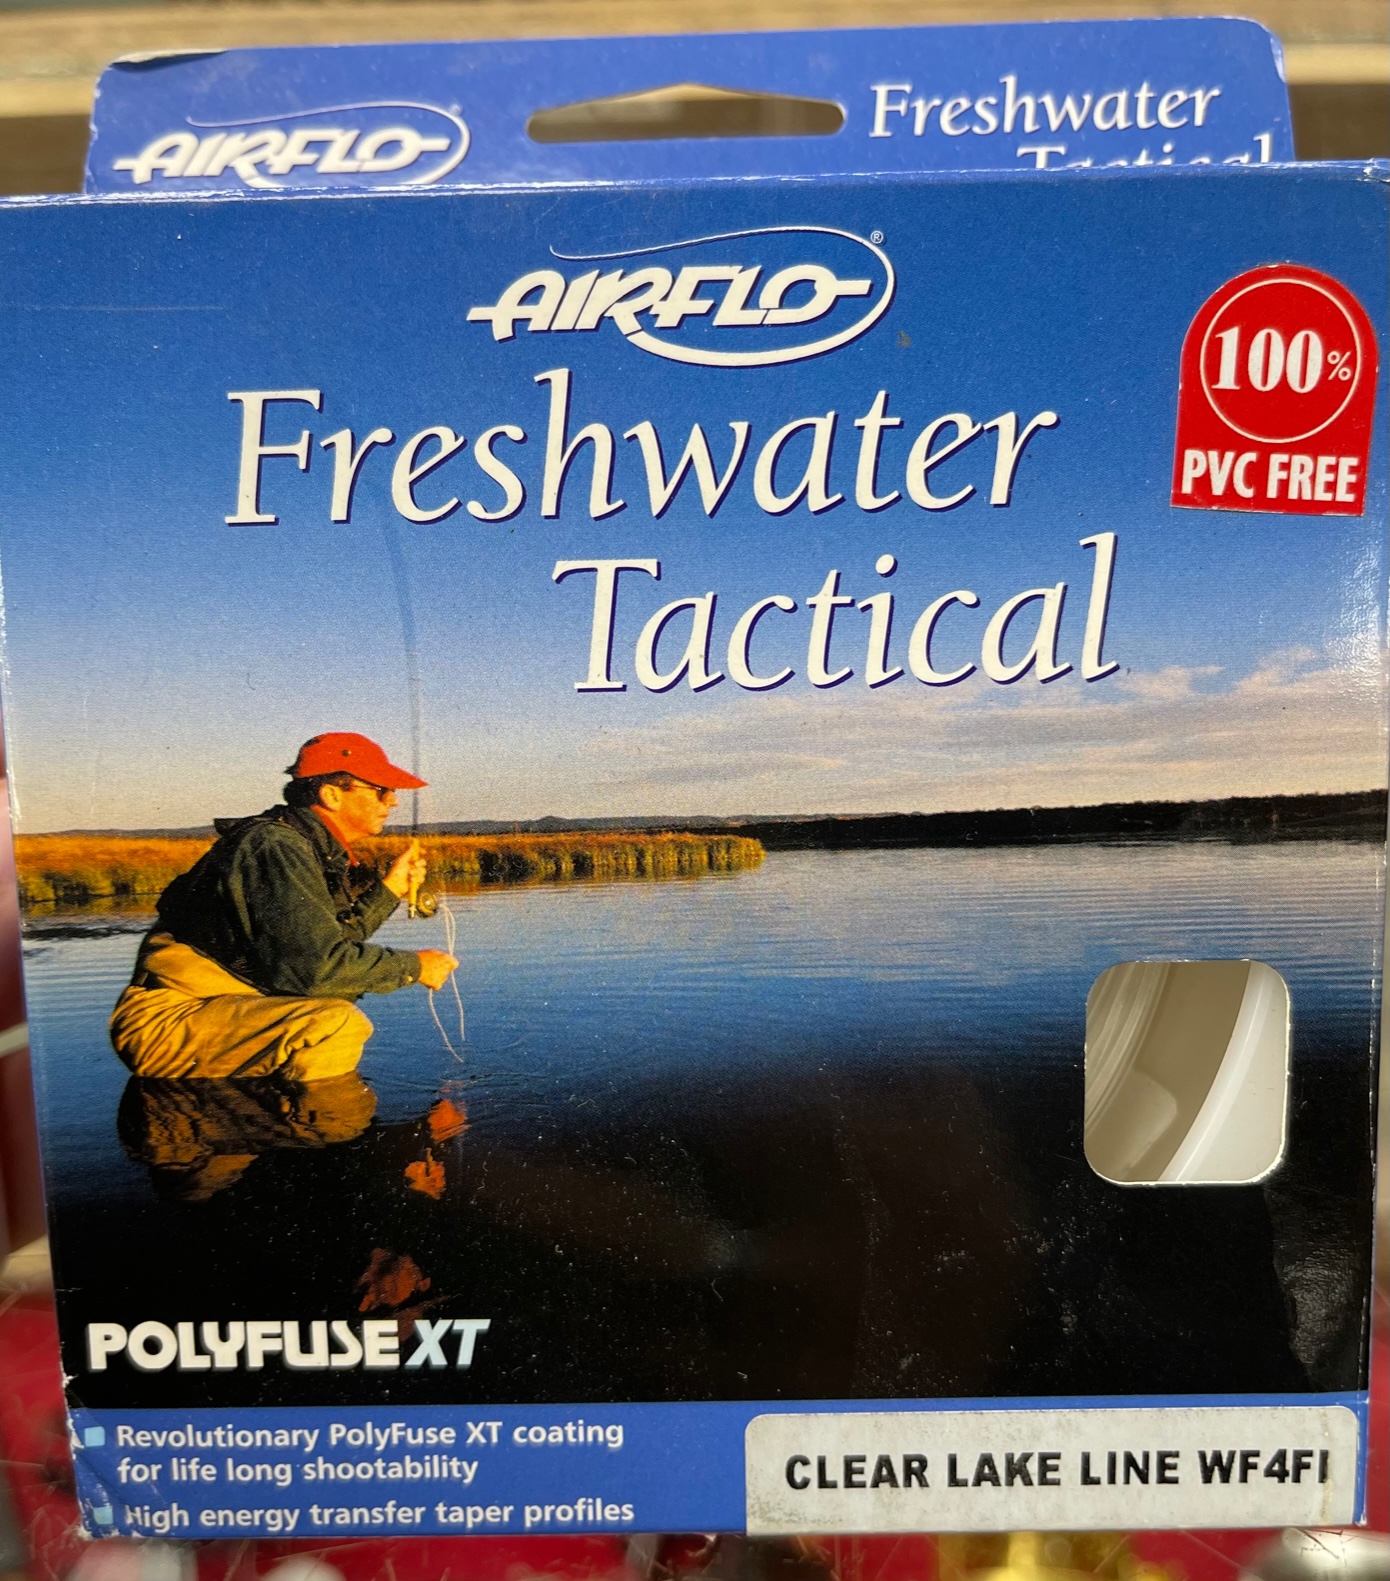 AIRFLO®
Freshwater
Tactical
AIRFLO®
Freshwater
Tactical
100%
PVC FREE
POLYFUSE XT
Revolutionary PolyFuse XT coating
for life long shootability
High energy transfer taper profiles
CLEAR LAKE LINE WF4FI